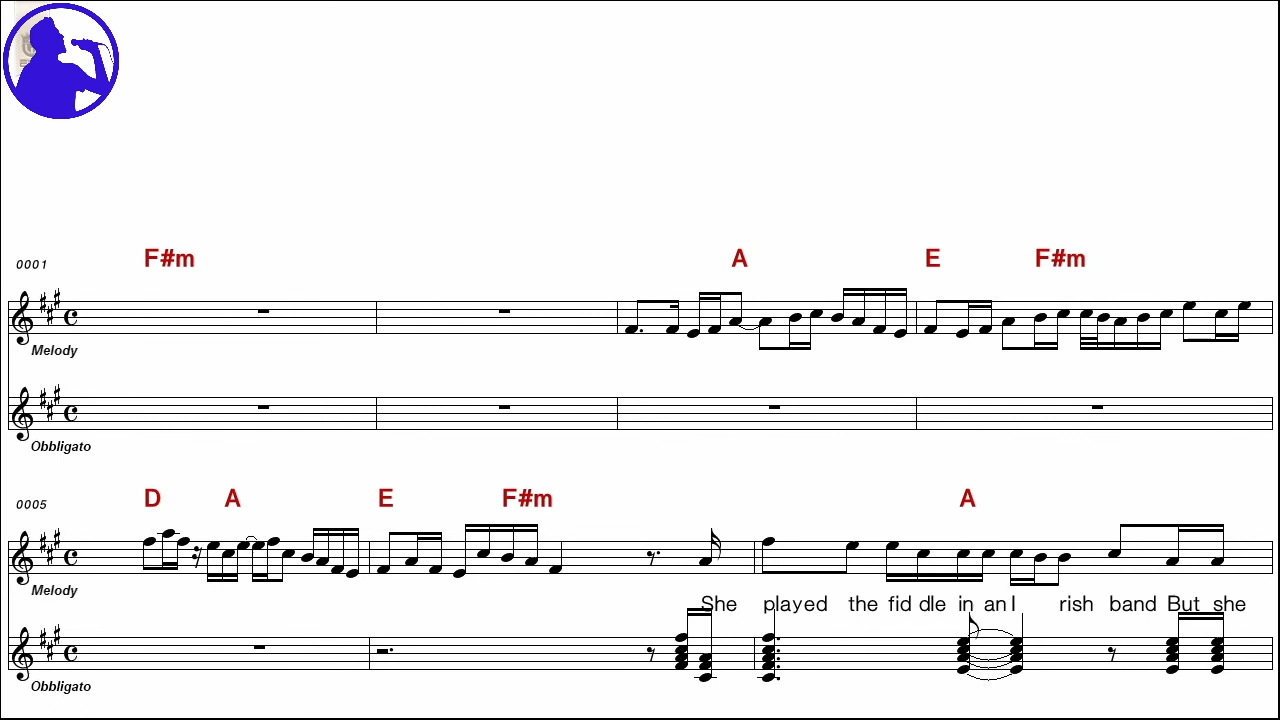 0001 F#m A E F#m
Melody
Obbligato
0005 D A E F#m A
Melody
She played the fid dle in an I rish band But she
Obbligato